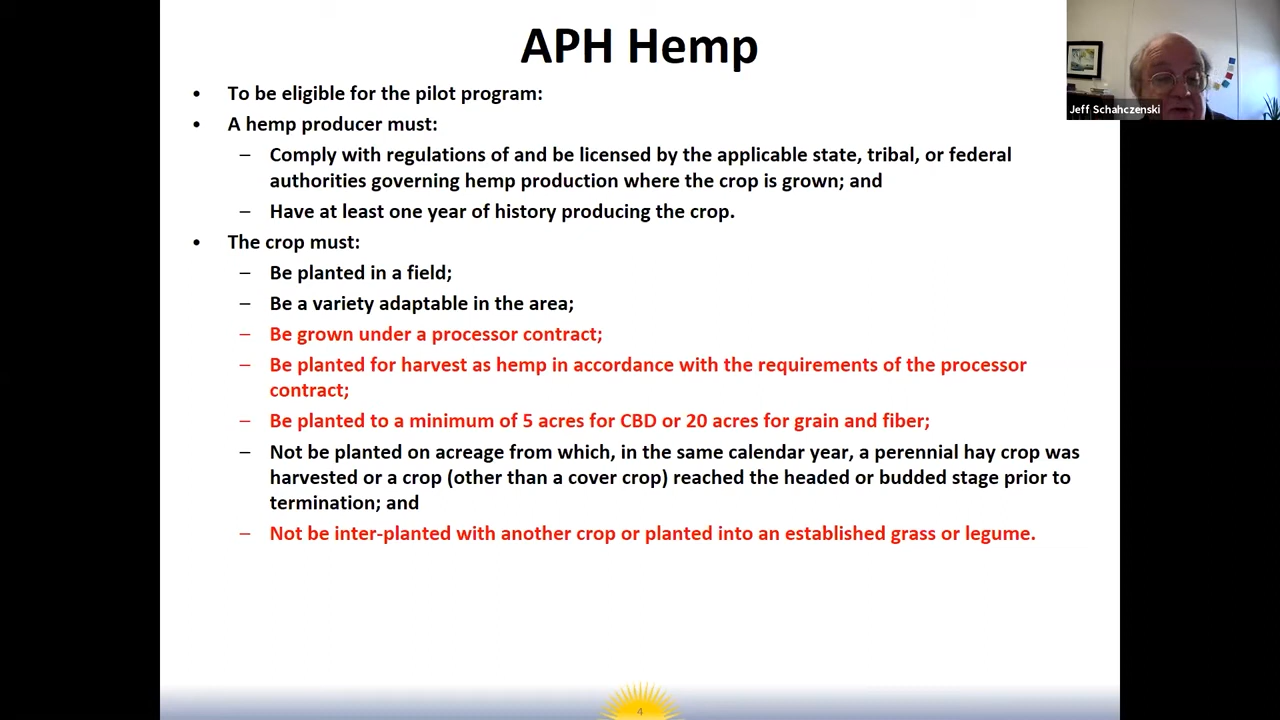 APH Hemp
• To be eligible for the pilot program:
• A hemp producer must:
– Comply with regulations of and be licensed by the applicable state, tribal, or federal
authorities governing hemp production where the crop is grown; and
– Have at least one year of history producing the crop.
• The crop must:
– Be planted in a field;
– Be a variety adaptable in the area;
– Be grown under a processor contract;
– Be planted for harvest as hemp in accordance with the requirements of the processor
contract;
– Be planted to a minimum of 5 acres for CBD or 20 acres for grain and fiber;
– Not be planted on acreage from which, in the same calendar year, a perennial hay crop was
harvested or a crop (other than a cover crop) reached the headed or budded stage prior to
termination; and
– Not be inter-planted with another crop or planted into an established grass or legume.
4
Jeff Schahczenski